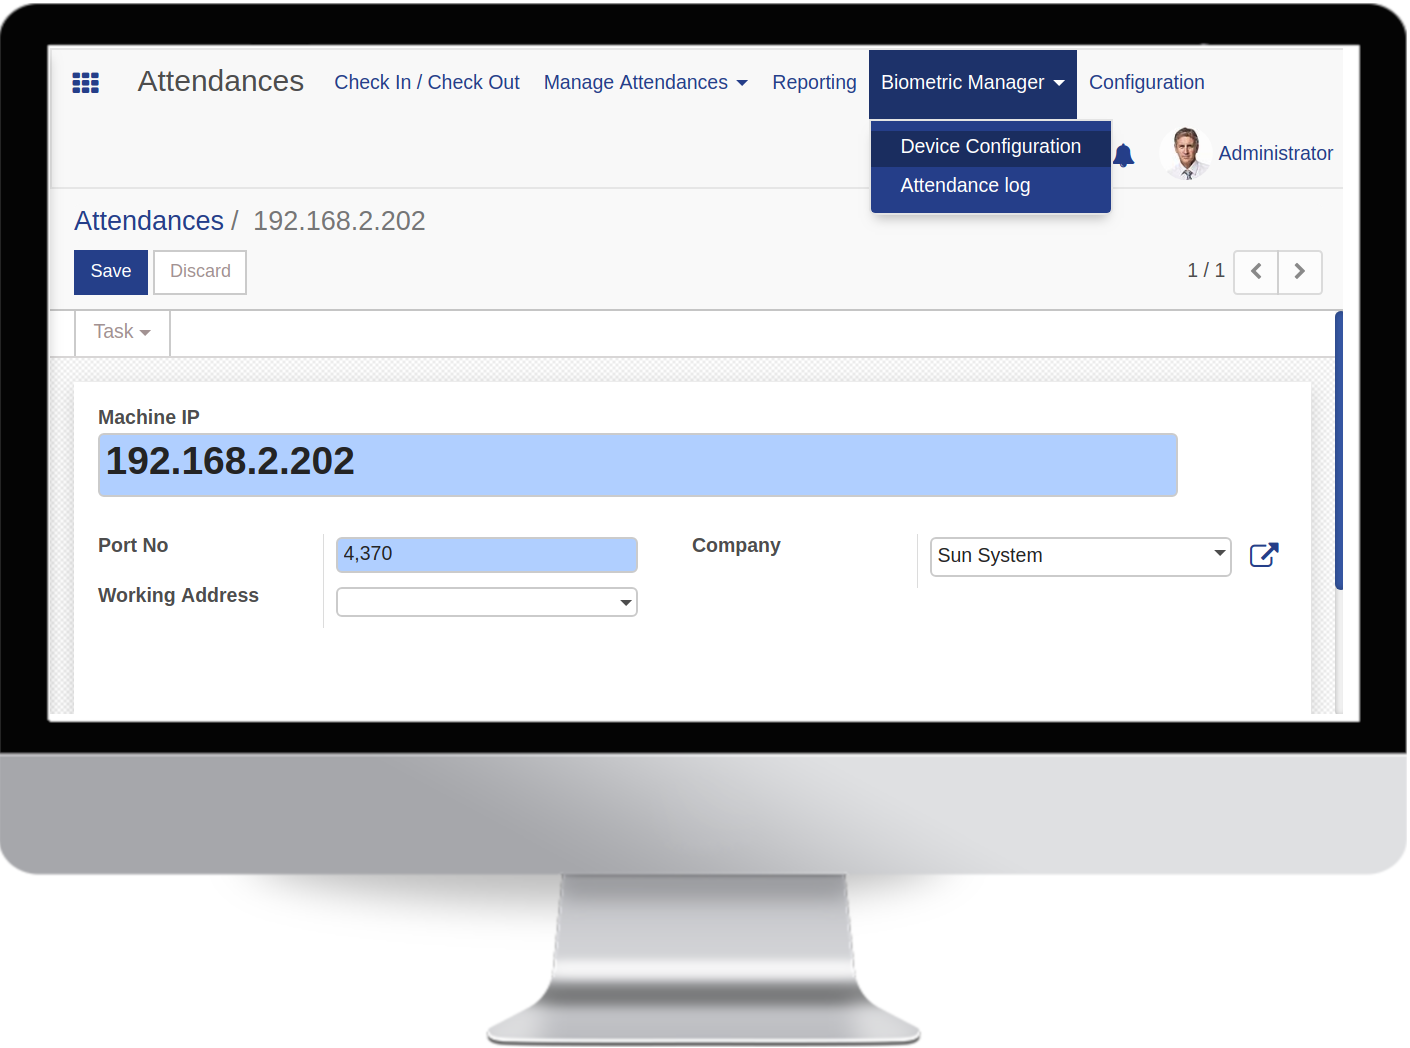 Attendances Check In / Check Out Manage Attendances Reporting Biometric Manager Configuration
Device Configuration
Attendance log
Administrator
Attendances / 192.168.2.202
Save Discard
1 / 1
Task
Machine IP
192.168.2.202
Port No 4,370 Company Sun System
Working Address